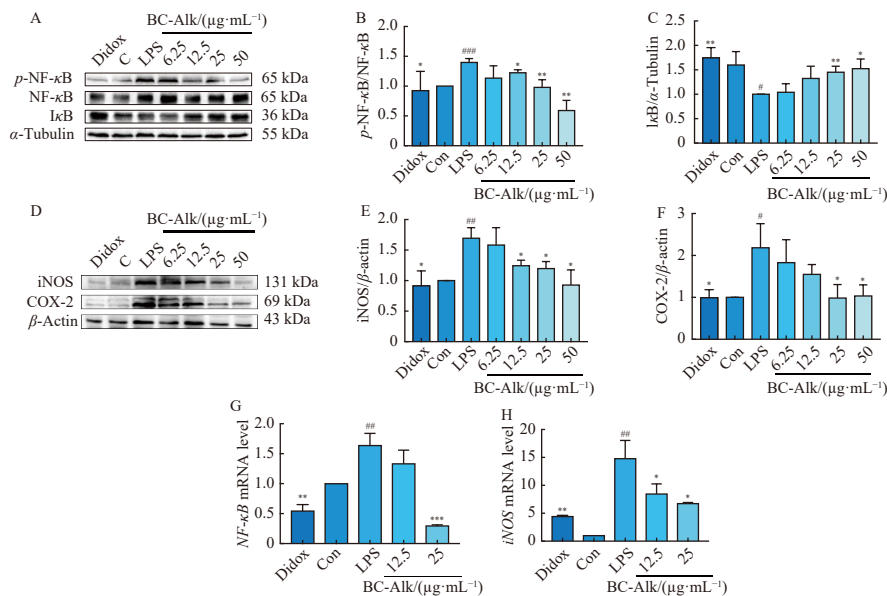 A
BC-Alk/(µg·mL⁻¹)
Didox
C
LPS
6.25
12.5
25
50
p-NF-κB
65 kDa
NF-κB
65 kDa
IκB
36 kDa
α-Tubulin
55 kDa
B
p-NF-κB/NF-κB
2.0
1.5
1.0
0.5
0
*
###
*
**
**
Didox
Con
LPS
6.25
12.5
25
50
BC-Alk/(µg·mL⁻¹)
C
IκB/α-Tubulin
2.5
2.0
1.5
1.0
0.5
0
**
#
**
*
Didox
Con
LPS
6.25
12.5
25
50
BC-Alk/(µg·mL⁻¹)
D
BC-Alk/(µg·mL⁻¹)
Didox
C
LPS
6.25
12.5
25
50
iNOS
131 kDa
COX-2
69 kDa
β-Actin
43 kDa
E
iNOS/β-actin
2.0
1.5
1.0
0.5
0
*
##
*
*
*
Didox
Con
LPS
6.25
12.5
25
50
BC-Alk/(µg·mL⁻¹)
F
COX-2/β-actin
3
2
1
0
*
#
*
*
Didox
Con
LPS
6.25
12.5
25
50
BC-Alk/(µg·mL⁻¹)
G
NF-κB mRNA level
2.0
1.5
1.0
0.5
0
**
##
***
Didox
Con
LPS
12.5
25
BC-Alk/(µg·mL⁻¹)
H
iNOS mRNA level
20
15
10
5
0
**
##
*
*
Didox
Con
LPS
12.5
25
BC-Alk/(µg·mL⁻¹)